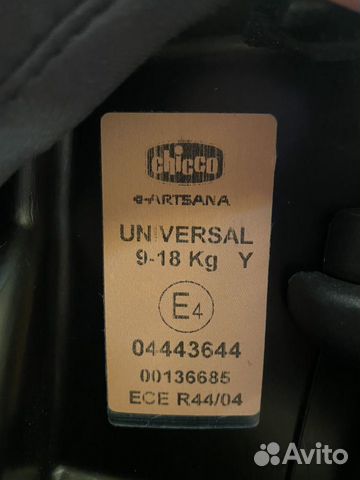 chicco
ARTSANA
UNIVERSAL
9-18 Kg Y
E4
04443644
00136685
ECE R44/04
Avito